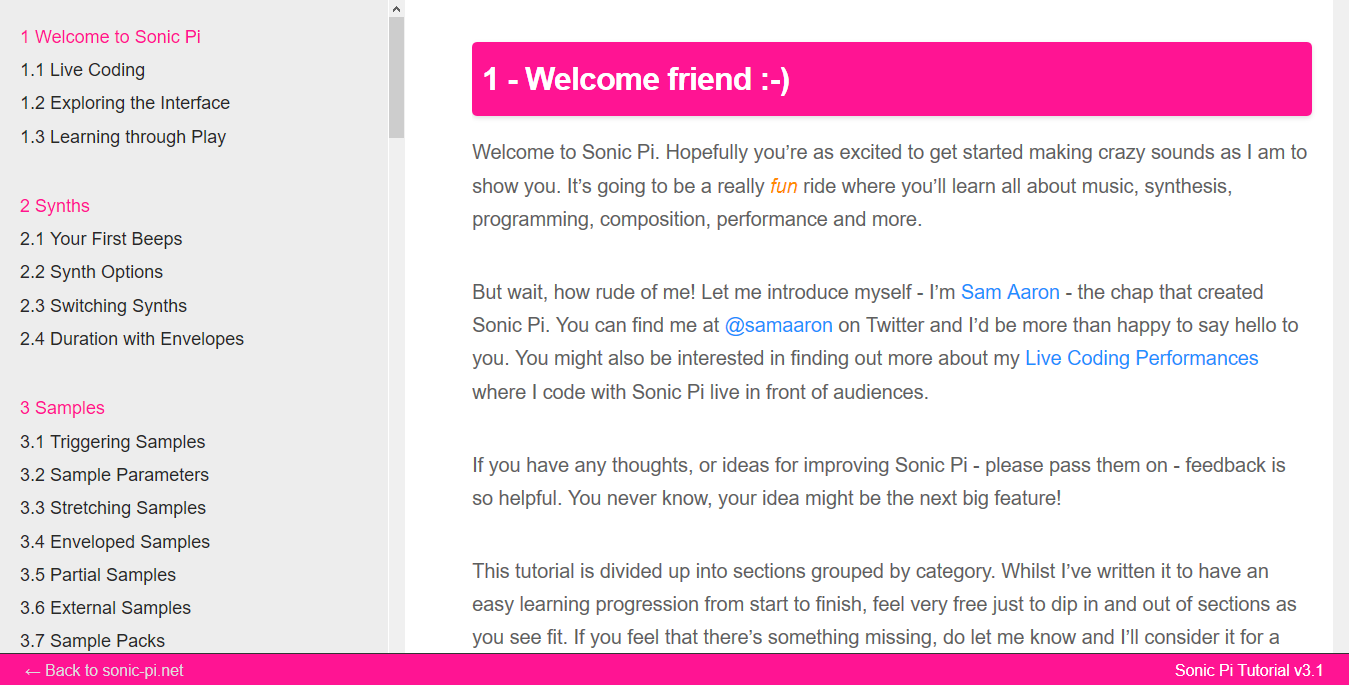 1 Welcome to Sonic Pi
1.1 Live Coding
1.2 Exploring the Interface
1.3 Learning through Play
2 Synths
2.1 Your First Beeps
2.2 Synth Options
2.3 Switching Synths
2.4 Duration with Envelopes
3 Samples
3.1 Triggering Samples
3.2 Sample Parameters
3.3 Stretching Samples
3.4 Enveloped Samples
3.5 Partial Samples
3.6 External Samples
3.7 Sample Packs
1 - Welcome friend :-)
Welcome to Sonic Pi. Hopefully you’re as excited to get started making crazy sounds as I am to
show you. It’s going to be a really fun ride where you’ll learn all about music, synthesis,
programming, composition, performance and more.
But wait, how rude of me! Let me introduce myself - I’m Sam Aaron - the chap that created
Sonic Pi. You can find me at @samaaron on Twitter and I’d be more than happy to say hello to
you. You might also be interested in finding out more about my Live Coding Performances
where I code with Sonic Pi live in front of audiences.
If you have any thoughts, or ideas for improving Sonic Pi - please pass them on - feedback is
so helpful. You never know, your idea might be the next big feature!
This tutorial is divided up into sections grouped by category. Whilst I’ve written it to have an
easy learning progression from start to finish, feel very free just to dip in and out of sections as
you see fit. If you feel that there’s something missing, do let me know and I’ll consider it for a
← Back to sonic-pi.net
Sonic Pi Tutorial v3.1